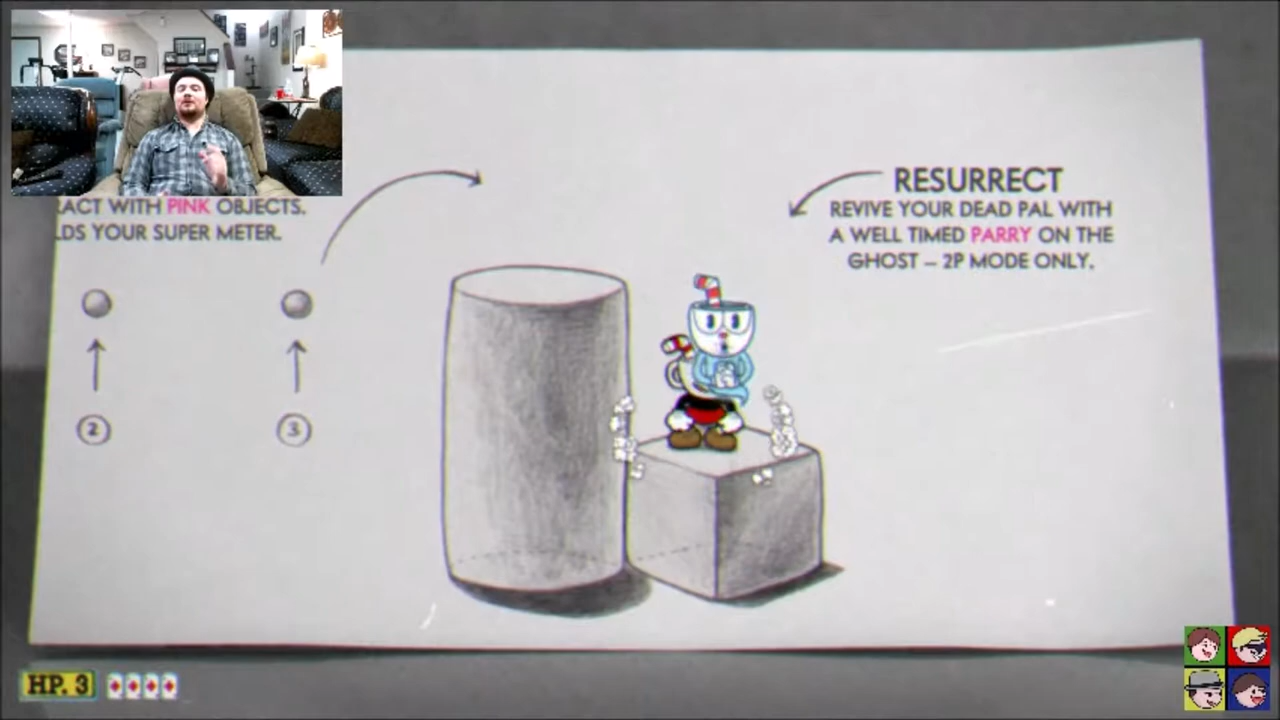 RACT WITH PINK OBJECTS.
LDS YOUR SUPER METER.
2
3
RESURRECT
REVIVE YOUR DEAD PAL WITH
A WELL TIMED PARRY ON THE
GHOST – 2P MODE ONLY.
HP. 3